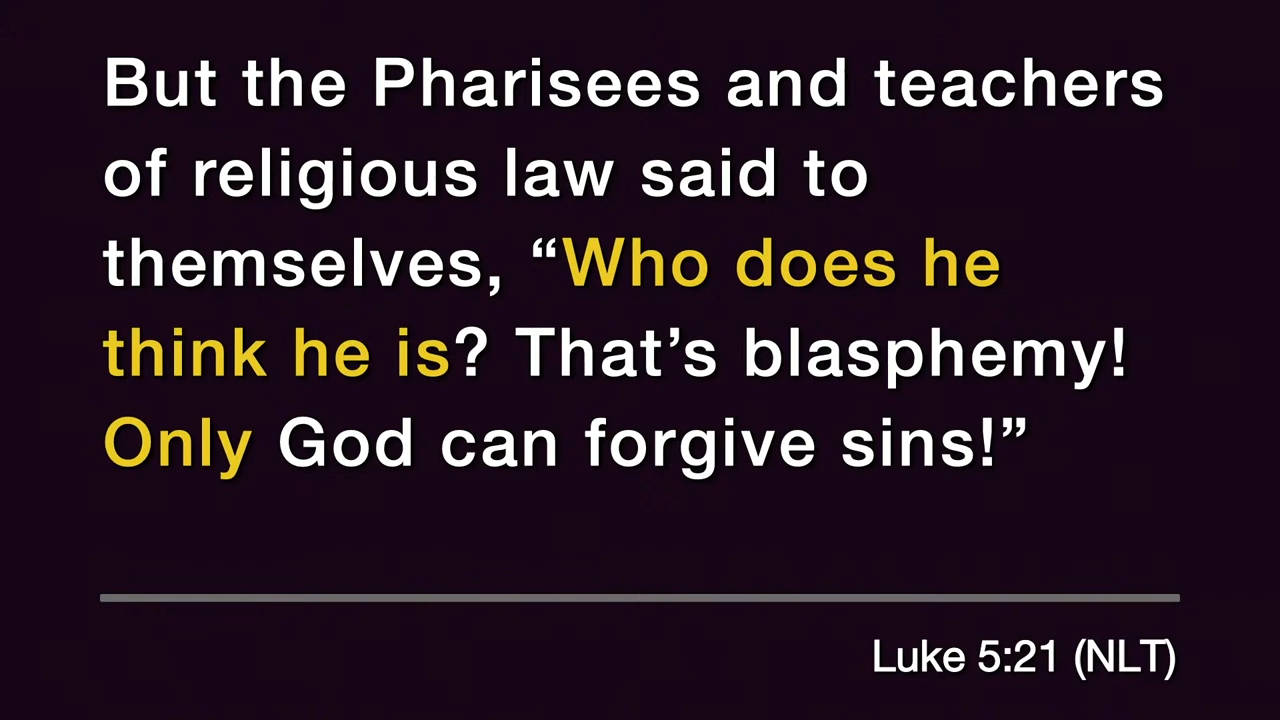 But the Pharisees and teachers
of religious law said to
themselves, “Who does he
think he is? That’s blasphemy!
Only God can forgive sins!”
Luke 5:21 (NLT)